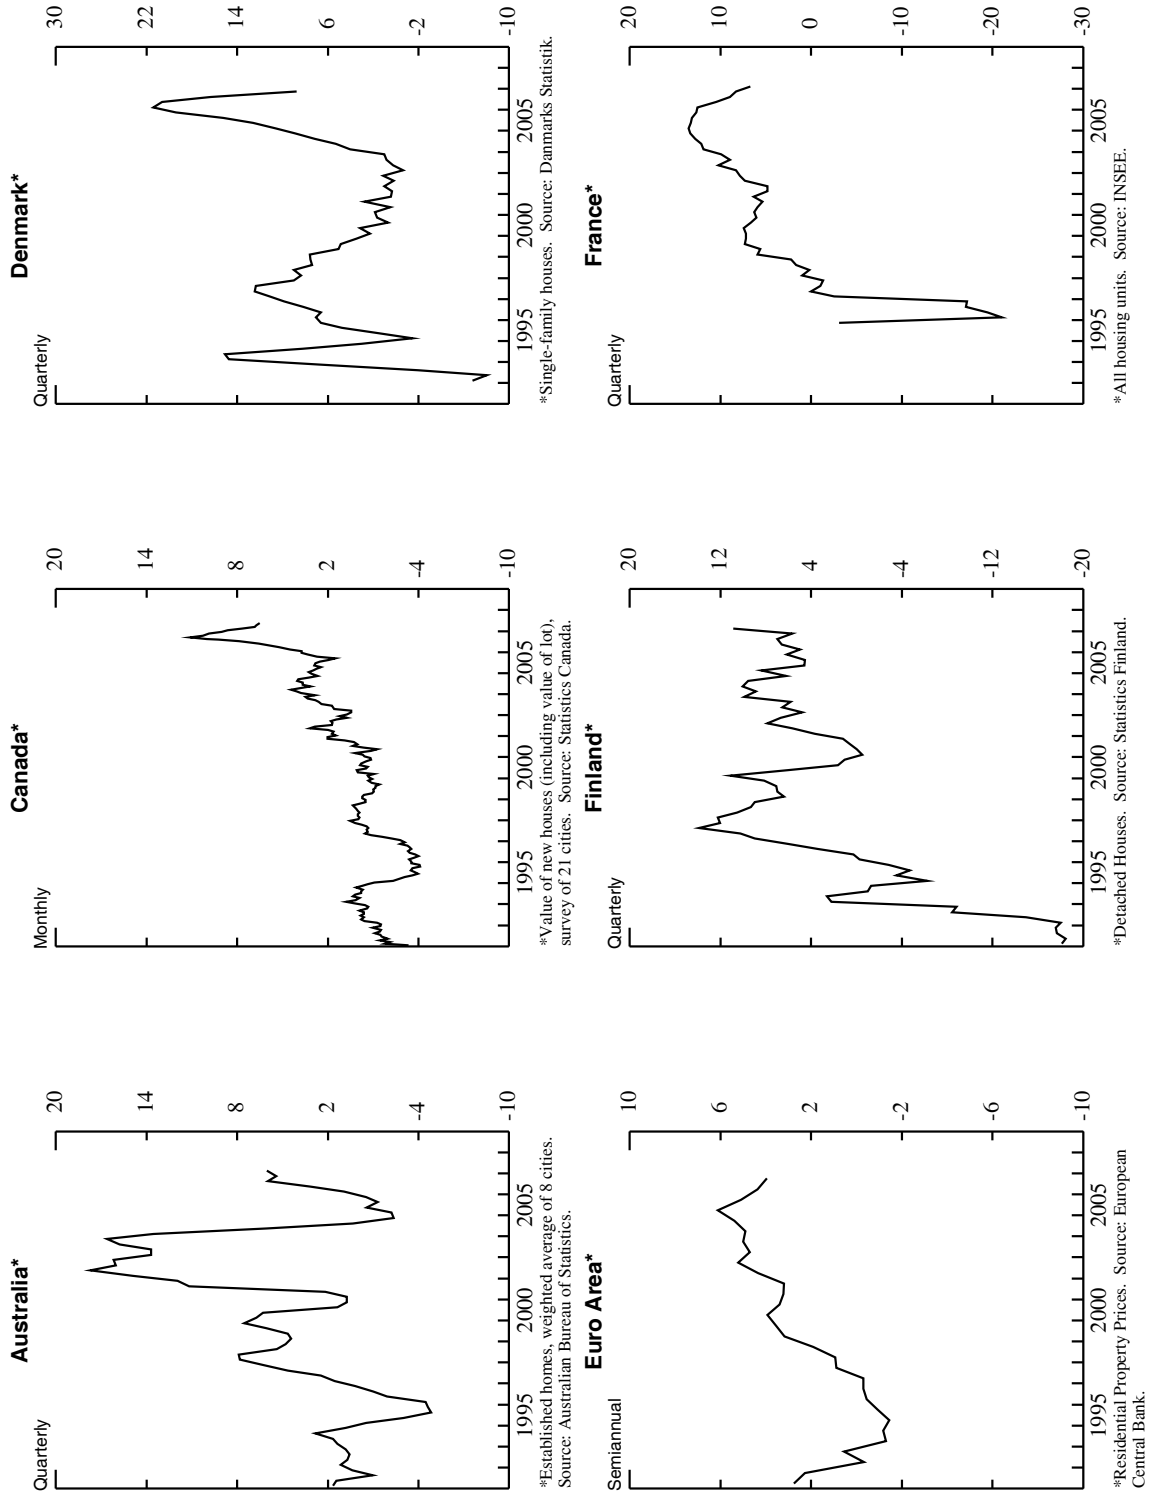 Australia*
Quarterly
20
14
8
2
-4
-10
1995 2000 2005
*Established homes, weighted average of 8 cities.
Source: Australian Bureau of Statistics.
Canada*
Monthly
20
14
8
2
-4
-10
1995 2000 2005
*Value of new houses (including value of lot),
survey of 21 cities. Source: Statistics Canada.
Denmark*
Quarterly
30
22
14
6
-2
-10
1995 2000 2005
*Single-family houses. Source: Danmarks Statistik.
Euro Area*
Semiannual
10
6
2
-2
-6
-10
1995 2000 2005
*Residential Property Prices. Source: European
Central Bank.
Finland*
Quarterly
20
12
4
-4
-12
-20
1995 2000 2005
*Detached Houses. Source: Statistics Finland.
France*
Quarterly
20
10
0
-10
-20
-30
1995 2000 2005
*All housing units. Source: INSEE.